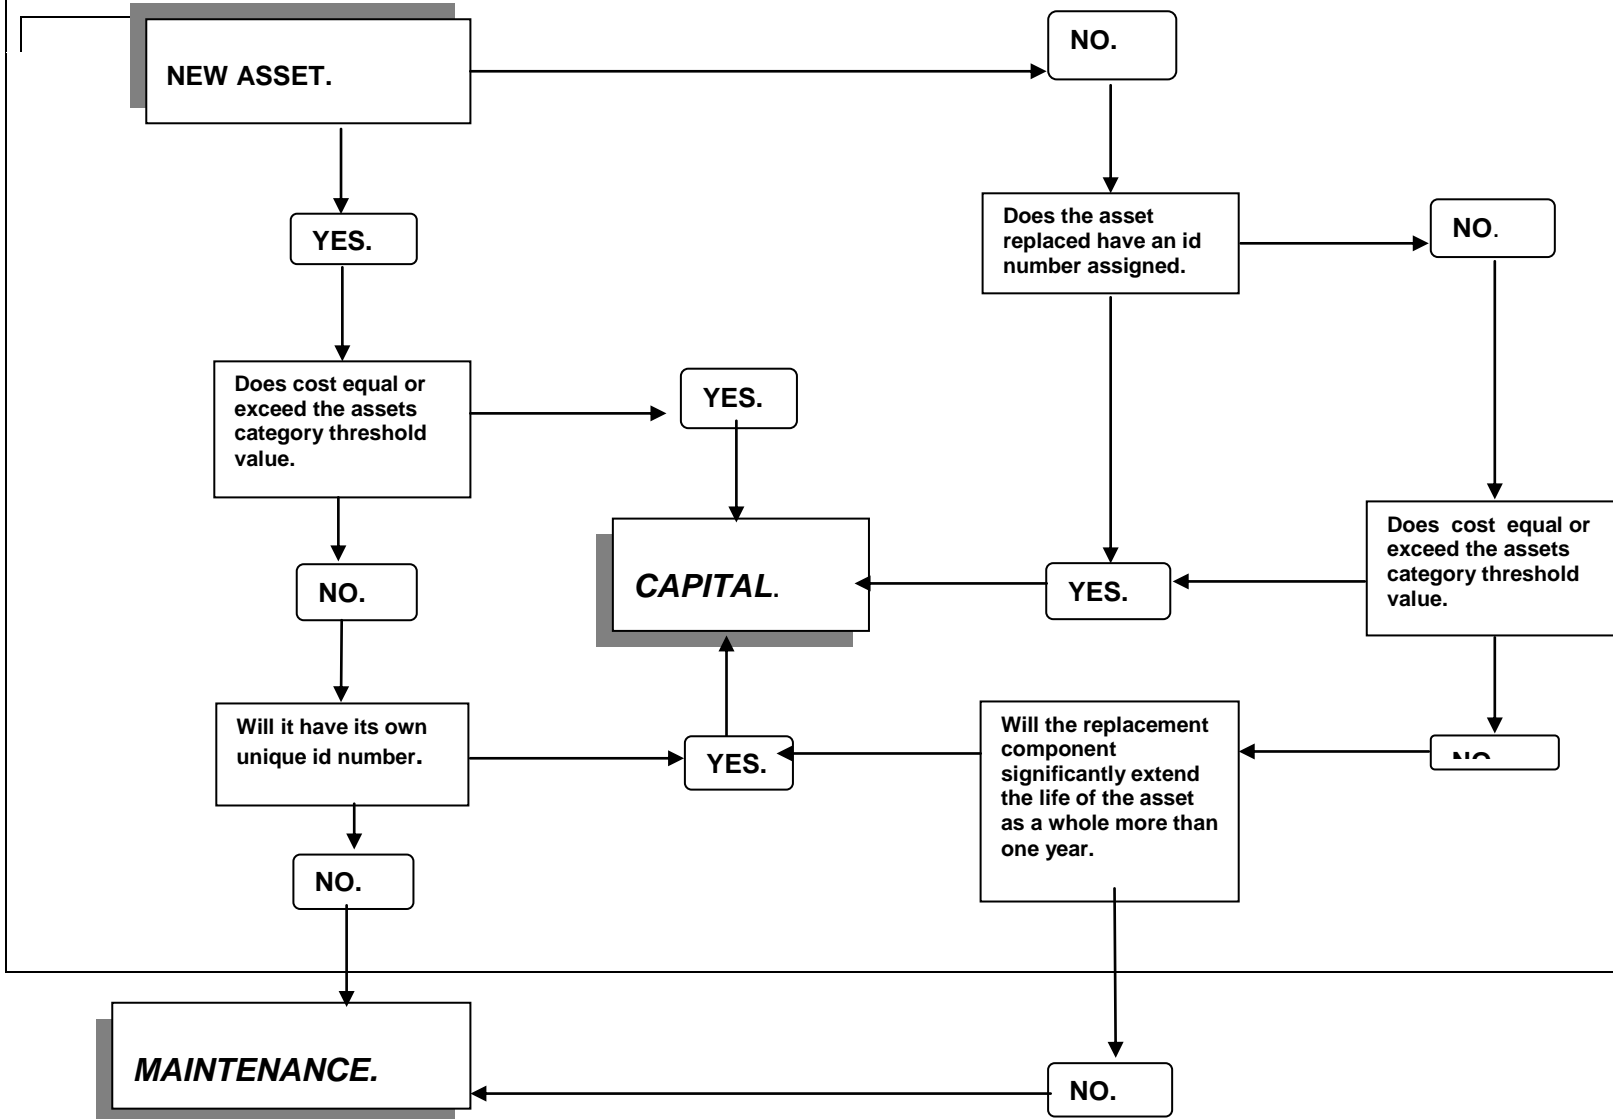 NEW ASSET.
NO.
YES.
Does the asset
replaced have an id
number assigned.
NO.
Does cost equal or
exceed the assets
category threshold
value.
YES.
Does cost equal or
exceed the assets
category threshold
value.
NO.
CAPITAL.
YES.
Will it have its own
unique id number.
YES.
Will the replacement
component
significantly extend
the life of the asset
as a whole more than
one year.
NO
NO.
MAINTENANCE.
NO.